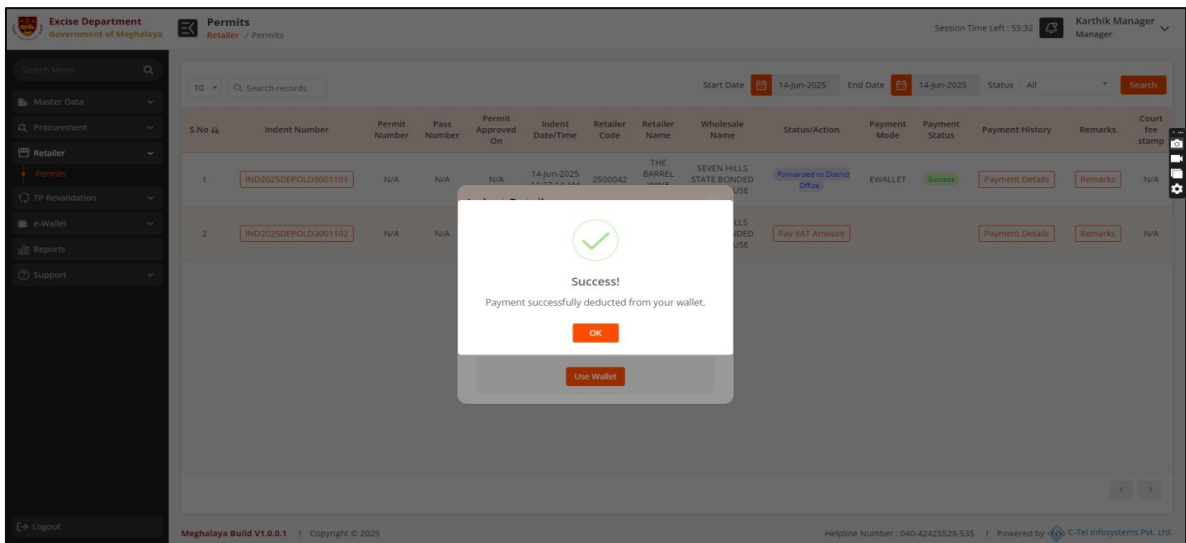 Excise Department
Government of Meghalaya
Permits
Retailer / Permits
Session Time Left : 55:32
Karthik Manager
Manager
Search Menu
Master Data
Procurement
Retailer
Permits
TP Revalidation
e-Wallet
Reports
Support
Logout
10
Search records
Start Date 14-Jun-2025 End Date 14-Jun-2025 Status All Search
S.No Indent Number Permit Number Pass Number Permit Approved On Indent Date/Time Retailer Code Retailer Name Wholesale Name Status/Action Payment Mode Payment Status Payment History Remarks Court fee stamp
1 IND2025DEPOLD3001101 N/A N/A N/A 14-Jun-2025 2500042 THE BARREL SEVEN HILLS STATE BONDED Forwarded to District Office EWALLET Success Payment Details Remarks N/A
2 IND2025DEPOLD3001102 N/A N/A Pay VAT Amount Payment Details Remarks N/A
Success!
Payment successfully deducted from your wallet.
OK
Use Wallet
Meghalaya Build V1.0.0.1 | Copyright © 2025
Helpline Number : 040-42425528-535 | Powered by C-Tel Infosystems Pvt. Ltd.